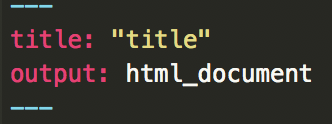 ---
title: "title"
output: html_document
---